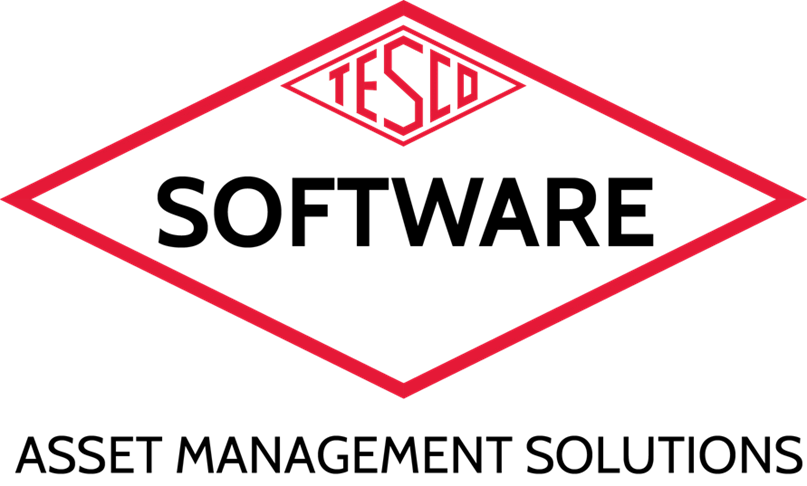 TESCO
SOFTWARE
ASSET MANAGEMENT SOLUTIONS